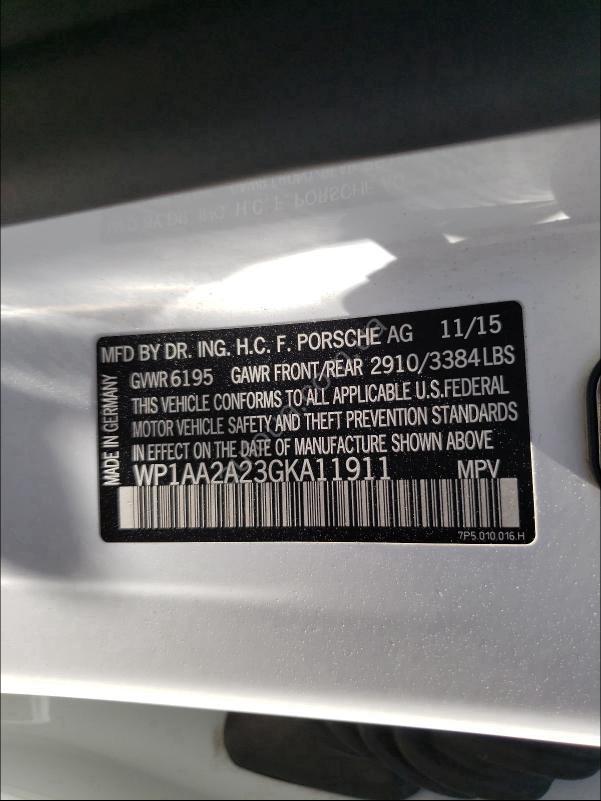 MFD BY DR. ING. H.C. F. PORSCHE AG 11/15
GVWR 6195 GAWR FRONT/REAR 2910/3384 LBS
THIS VEHICLE CONFORMS TO ALL APPLICABLE U.S.FEDERAL
MOTOR VEHICLE SAFETY AND THEFT PREVENTION STANDARDS
IN EFFECT ON THE DATE OF MANUFACTURE SHOWN ABOVE
WP1AA2A23GKA11911 MPV
7P5.010.016.H
MADE IN GERMANY